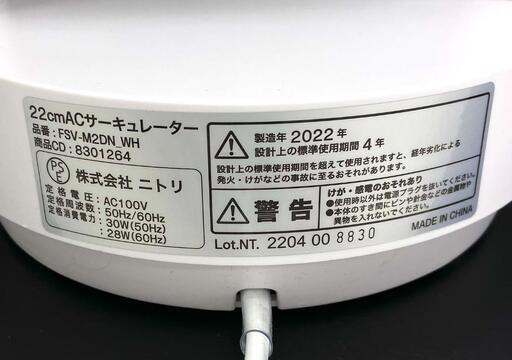 22cmACサーキュレーター
品番：FSV-M2DN_WH
商品CD：8301264
PS
E
株式会社 ニトリ
定格電圧：AC100V
定格周波数：50Hz/60Hz
定格消費電力：30W(50Hz)
28W(60Hz)
製造年 2022 年
設計上の標準使用期間 4 年
設計上の標準使用期間を超えて使用されますと、経年劣化による
発火・けがなどの事故に至るおそれがあります。
警告
けが・感電のおそれあり
●使用時以外は電源プラグを抜いてください。
●本体のすき間にピンや針金などの金属物や
異物を入れないでください
Lot.NT. 2204 00 8830
MADE IN CHINA